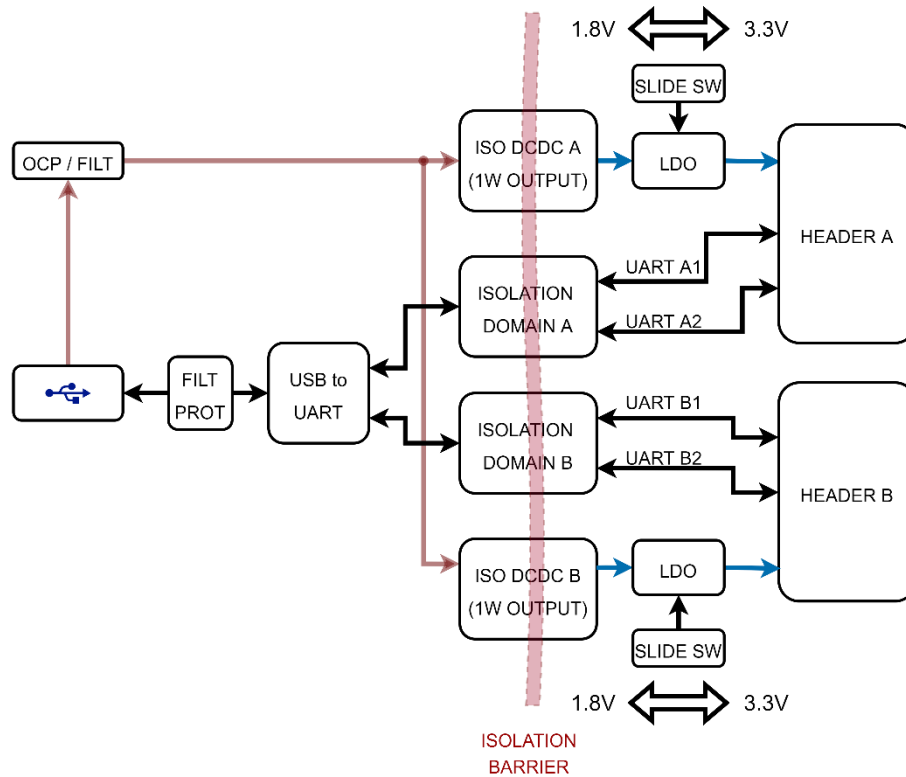 1.8V
3.3V
SLIDE SW
OCP / FILT
ISO DCDC A
(1W OUTPUT)
LDO
HEADER A
UART A1
ISOLATION
DOMAIN A
UART A2
FILT
PROT
USB to
UART
ISOLATION
DOMAIN B
UART B1
UART B2
HEADER B
ISO DCDC B
(1W OUTPUT)
LDO
SLIDE SW
1.8V
3.3V
ISOLATION
BARRIER